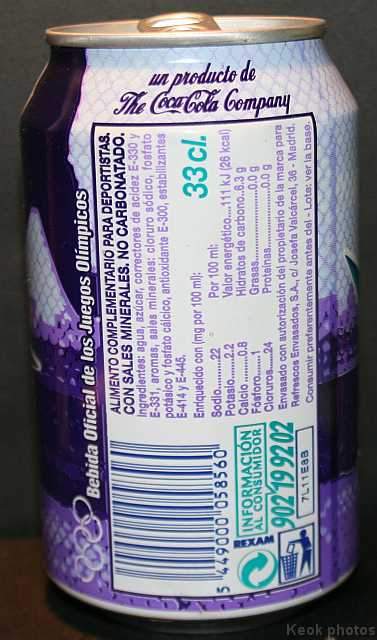 un producto de
The Coca-Cola Company
Bebida Oficial de los Juegos Olímpicos
ALIMENTO COMPLEMENTARIO PARA DEPORTISTAS.
CON SALES MINERALES. NO CARBONATADO.
Ingredientes: agua, azúcar, correctores de acidez E-330 y
E-331, aromas, sales minerales: cloruro sódico, fosfato
potásico y fosfato cálcico, antioxidante E-300, estabilizantes
E-414 y E-445.
33 cl.
Enriquecido con (mg por 100 ml):
Sodio..........22
Potasio........2.2
Calcio.........0.8
Fósforo........1
Cloruros.....24
Por 100 ml:
Valor energético....111 kJ (26 kcal)
Hidratos de carbono..6.3 g
Grasas....................0.0 g
Proteínas.................0.0 g
Envasado con autorización del propietario de la marca para
Refrescos Envasados, S.A., c/ Josefa Valcárcel, 36 - Madrid.
Consumir preferentemente antes del - Lote: ver la base.
5 449000 058560
INFORMACIÓN
AL CONSUMIDOR
902 19 92 02
REXAM
7L11E8B
Keok photos